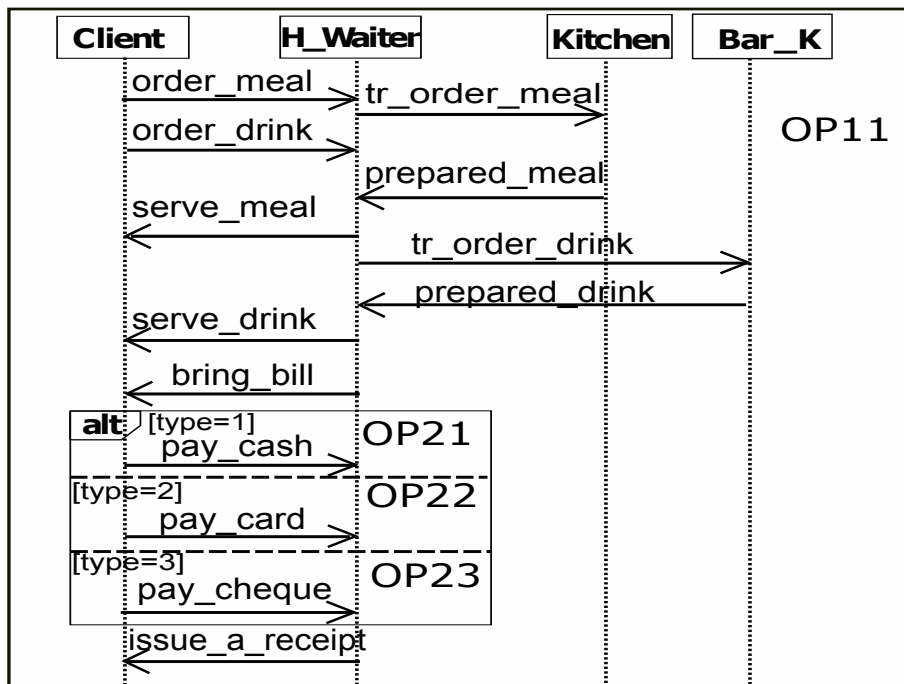 Client
H_Waiter
Kitchen
Bar_K
order_meal
tr_order_meal
order_drink
OP11
prepared_meal
serve_meal
tr_order_drink
prepared_drink
serve_drink
bring_bill
alt
[type=1]
OP21
pay_cash
[type=2]
OP22
pay_card
[type=3]
OP23
pay_cheque
issue_a_receipt